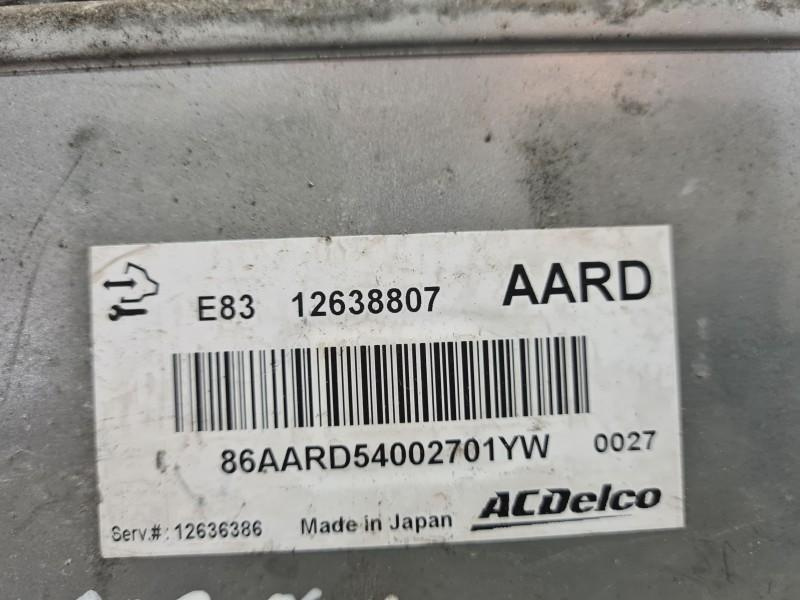 E83 12638807 AARD
86AARD54002701YW 0027
Serv.#: 12636386 Made in Japan ACDelco